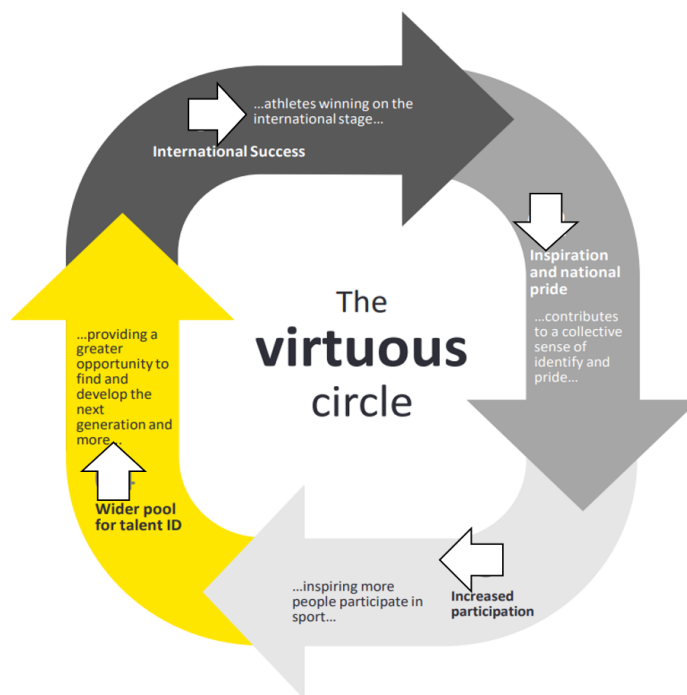 ...athletes winning on the
international stage...
International Success
Inspiration
and national
pride
...contributes
to a collective
sense of
identify and
pride...
The
virtuous
circle
Increased
participation
...inspiring more
people participate in
sport...
Wider pool
for talent ID
...providing a
greater
opportunity to
find and
develop the
next
generation and
more...